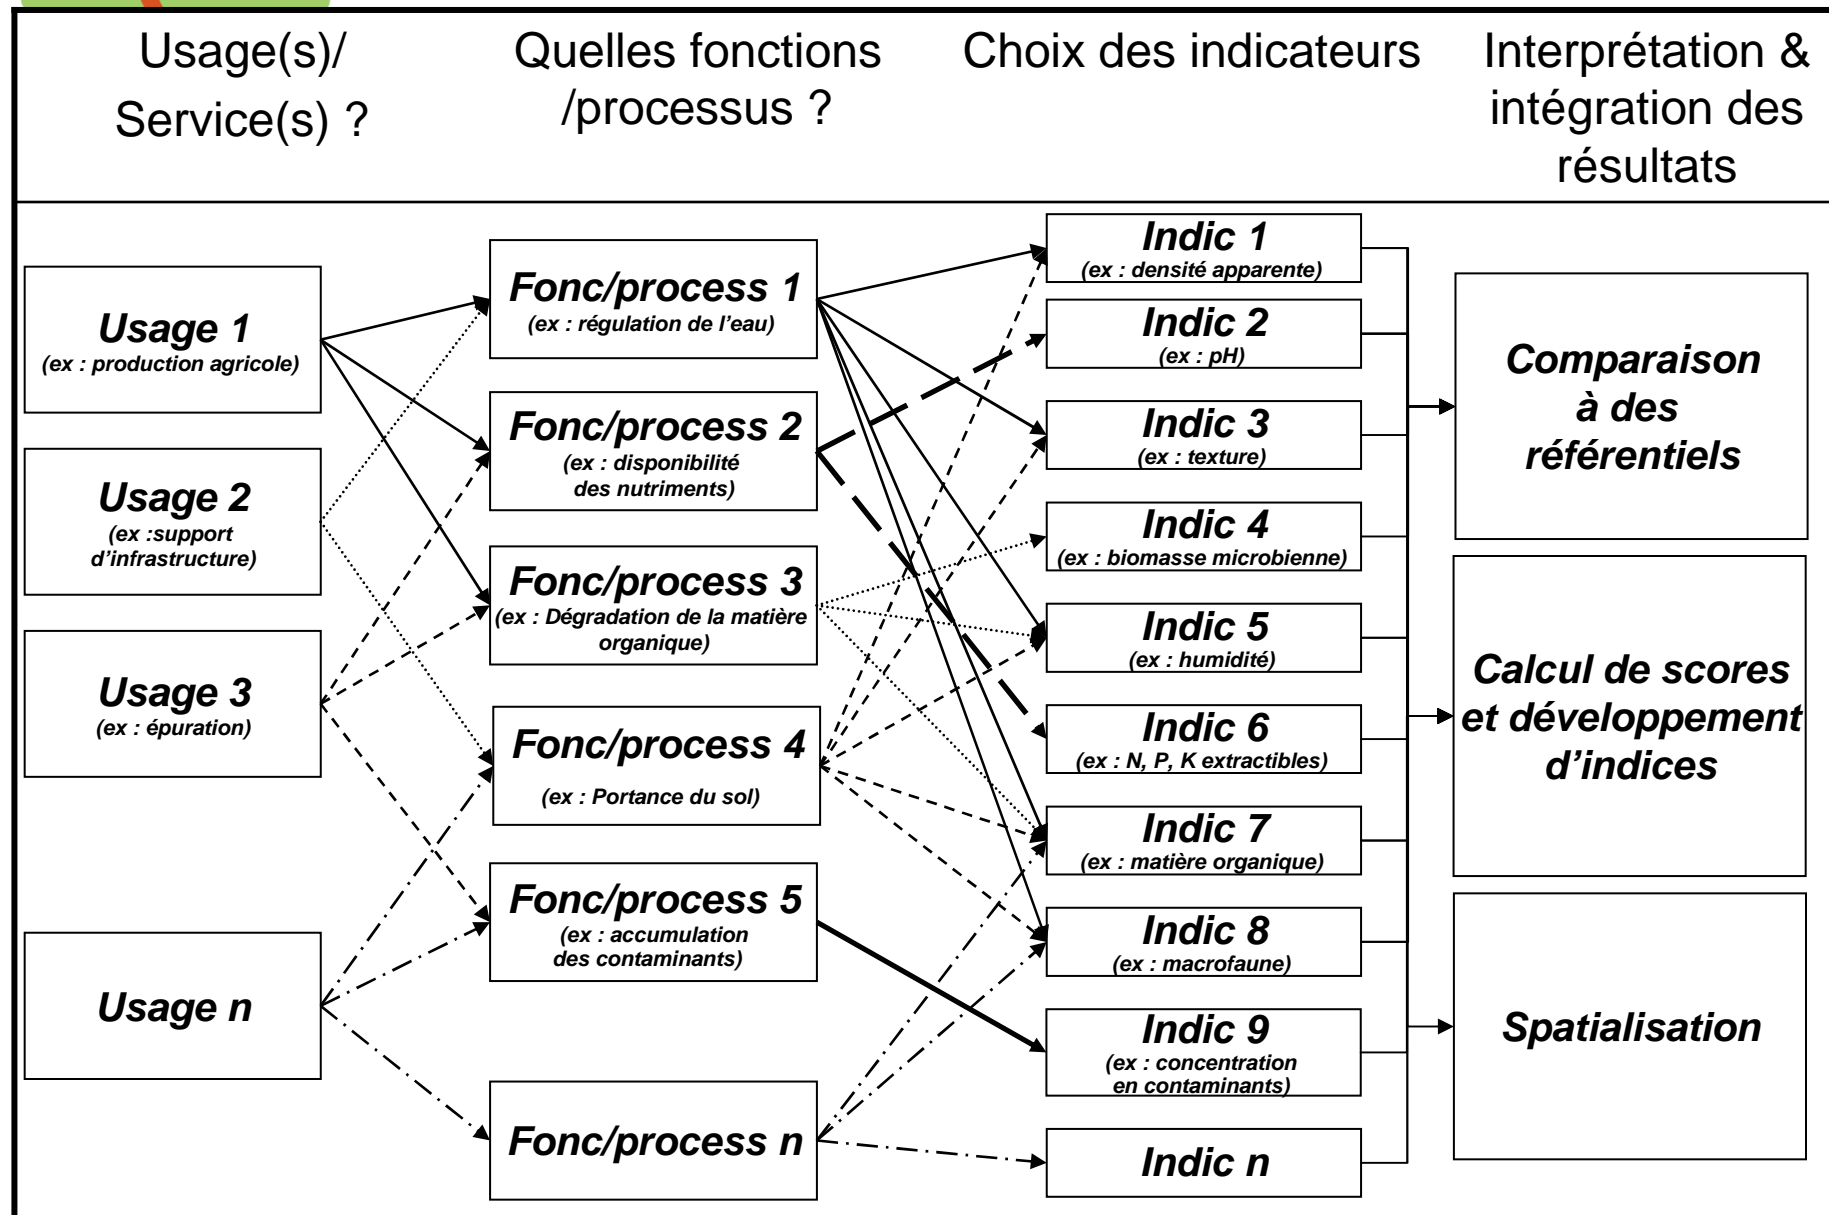 Usage(s)/
Service(s) ?
Quelles fonctions
/processus ?
Choix des indicateurs
Interprétation &
intégration des
résultats
Usage 1
(ex : production agricole)
Usage 2
(ex :support
d’infrastructure)
Usage 3
(ex : épuration)
Usage n
Fonc/process 1
(ex : régulation de l’eau)
Fonc/process 2
(ex : disponibilité
des nutriments)
Fonc/process 3
(ex : Dégradation de la matière
organique)
Fonc/process 4
(ex : Portance du sol)
Fonc/process 5
(ex : accumulation
des contaminants)
Fonc/process n
Indic 1
(ex : densité apparente)
Indic 2
(ex : pH)
Indic 3
(ex : texture)
Indic 4
(ex : biomasse microbienne)
Indic 5
(ex : humidité)
Indic 6
(ex : N, P, K extractibles)
Indic 7
(ex : matière organique)
Indic 8
(ex : macrofaune)
Indic 9
(ex : concentration
en contaminants)
Indic n
Comparaison
à des
référentiels
Calcul de scores
et développement
d’indices
Spatialisation